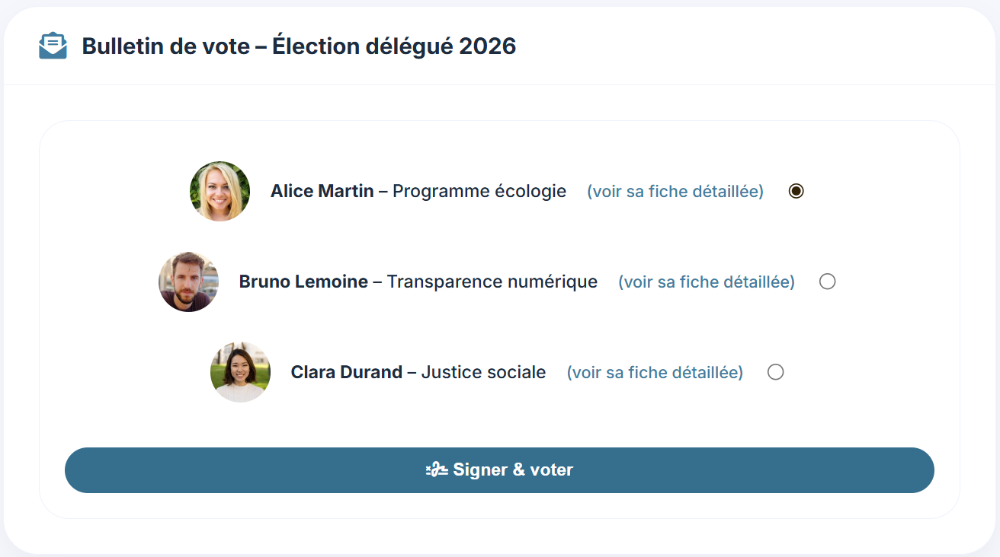 Bulletin de vote – Élection délégué 2026
Alice Martin – Programme écologie (voir sa fiche détaillée)
Bruno Lemoine – Transparence numérique (voir sa fiche détaillée)
Clara Durand – Justice sociale (voir sa fiche détaillée)
Signer & voter